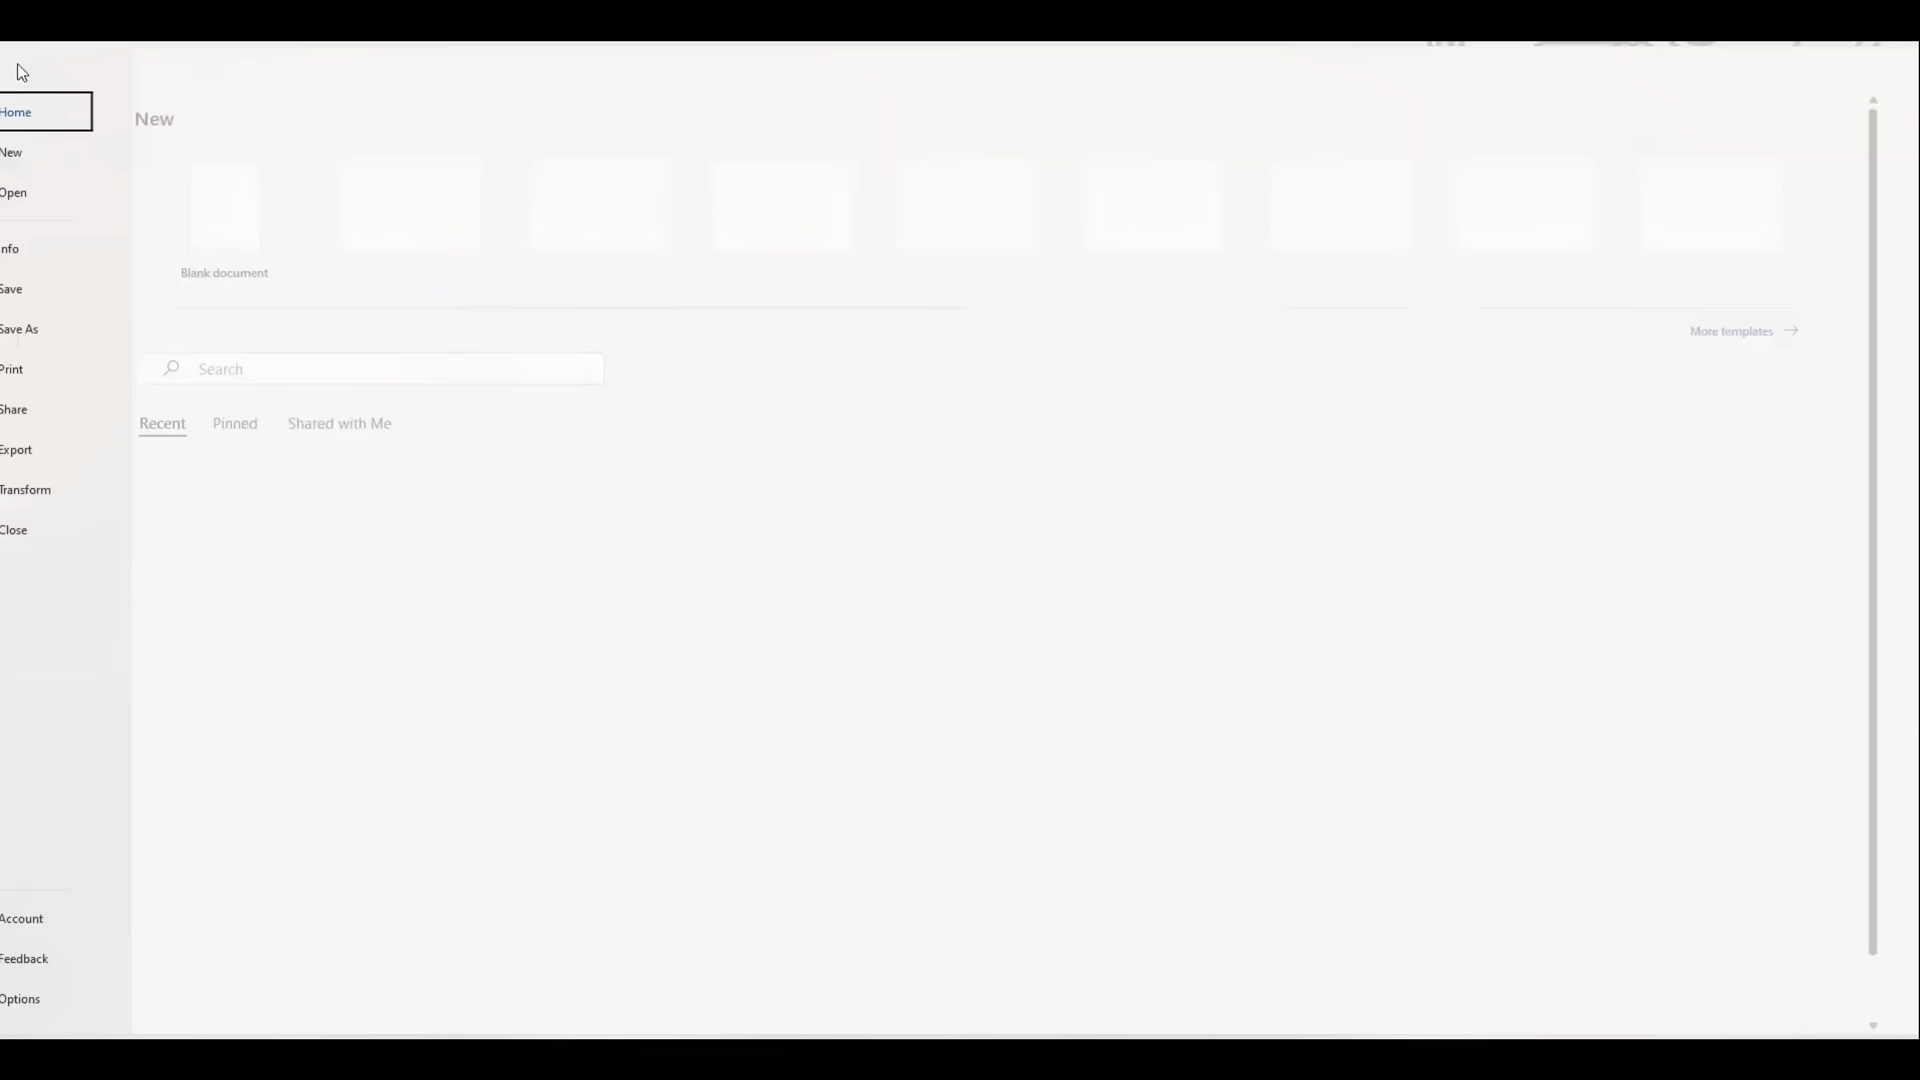 Home
New
Open
Info
Save
Save As
Print
Share
Export
Transform
Close
Account
Feedback
Options
New
Blank document
More templates
Search
Recent Pinned Shared with Me